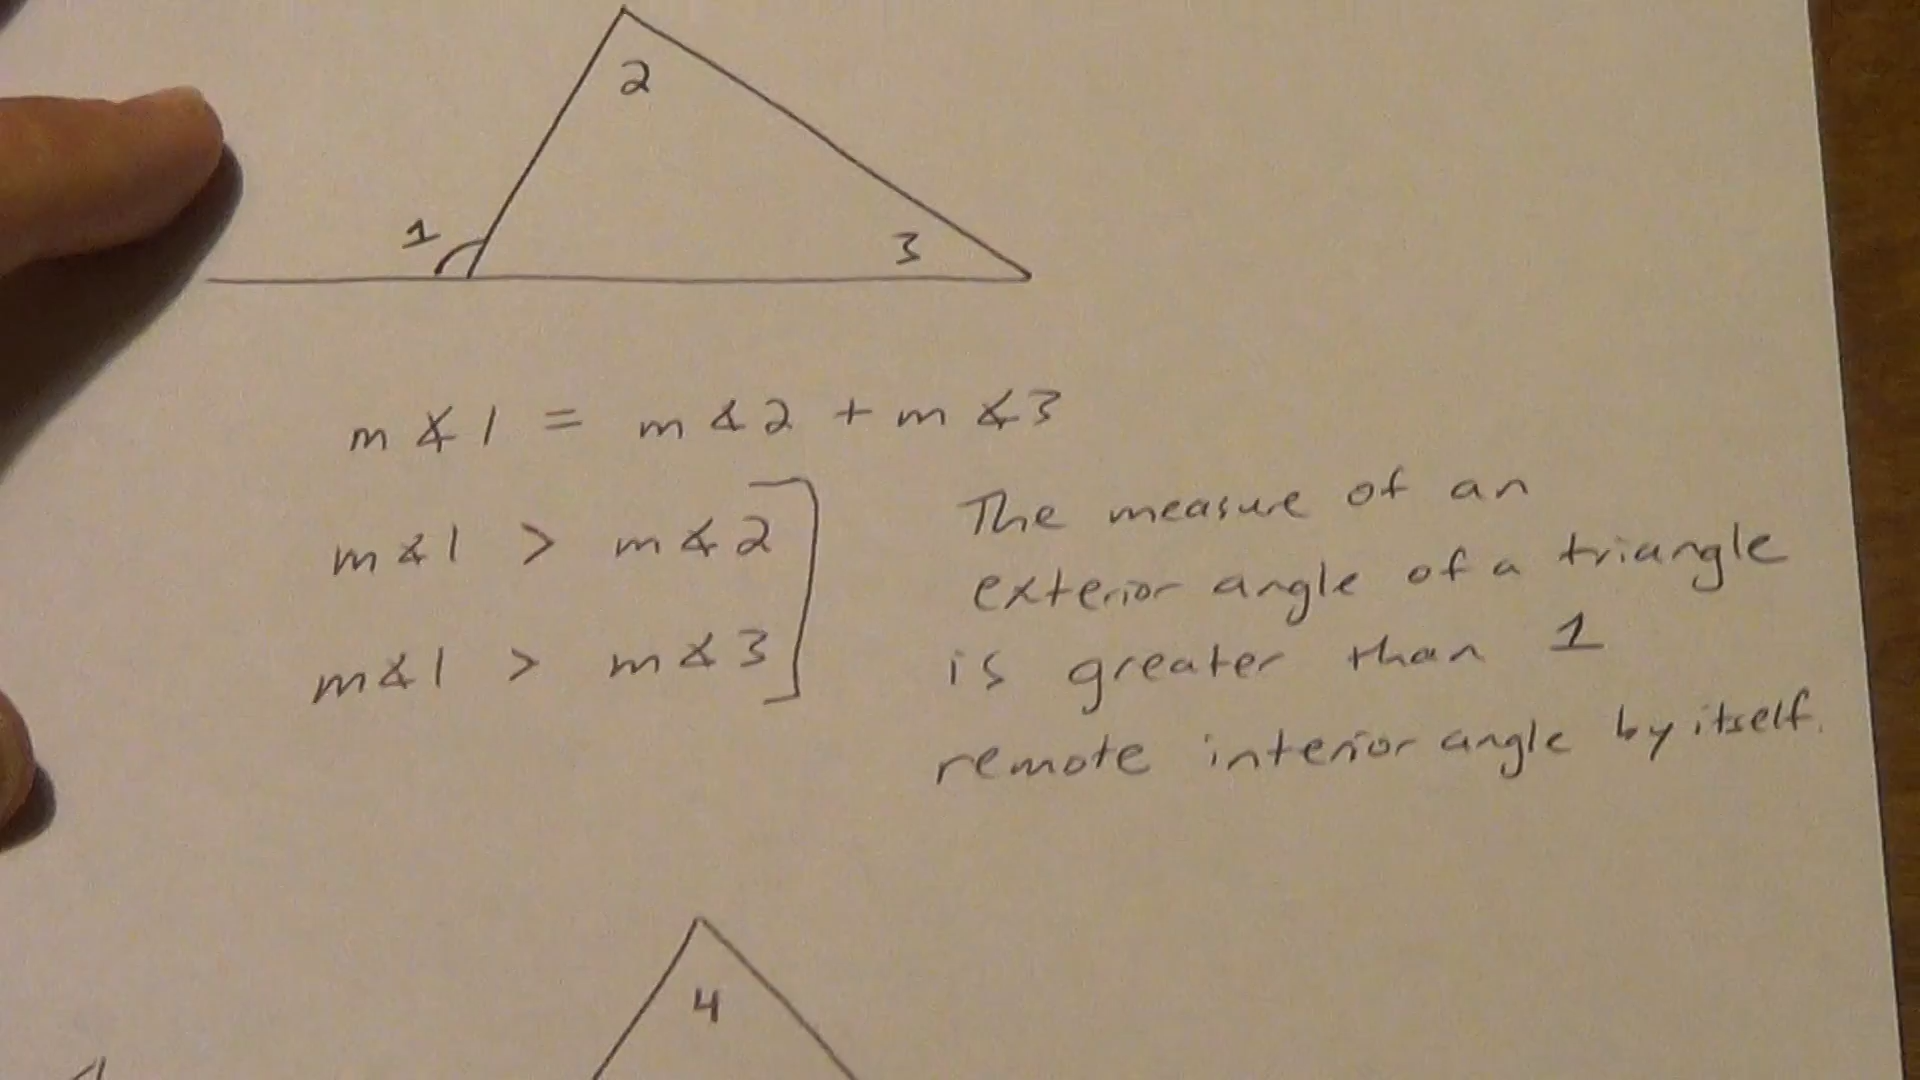 2
1
3
m∡1 = m∡2 + m∡3
m∡1 > m∡2
m∡1 > m∡3
The measure of an
exterior angle of a triangle
is greater than 1
remote interior angle by itself.
4